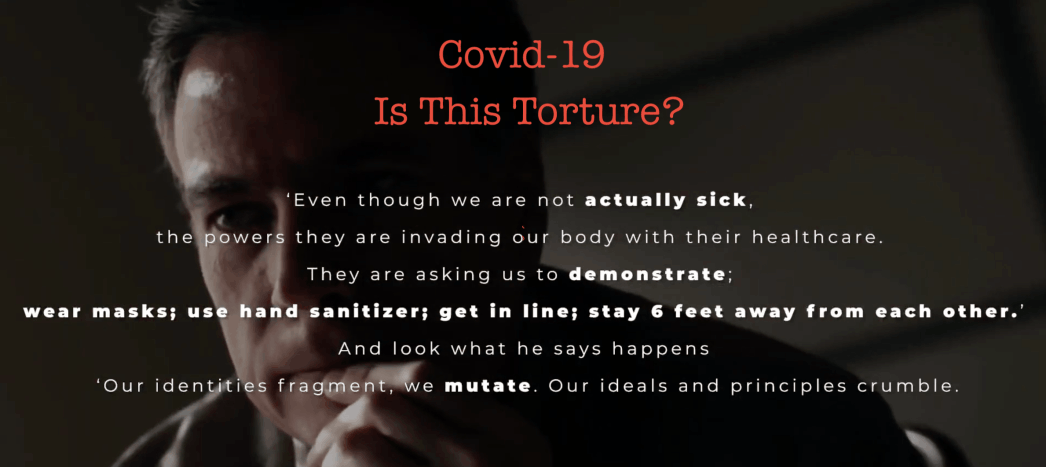 Covid-19
Is This Torture?
‘Even though we are not actually sick,
the powers they are invading our body with their healthcare.
They are asking us to demonstrate;
wear masks; use hand sanitizer; get in line; stay 6 feet away from each other.’
And look what he says happens
‘Our identities fragment, we mutate. Our ideals and principles crumble.